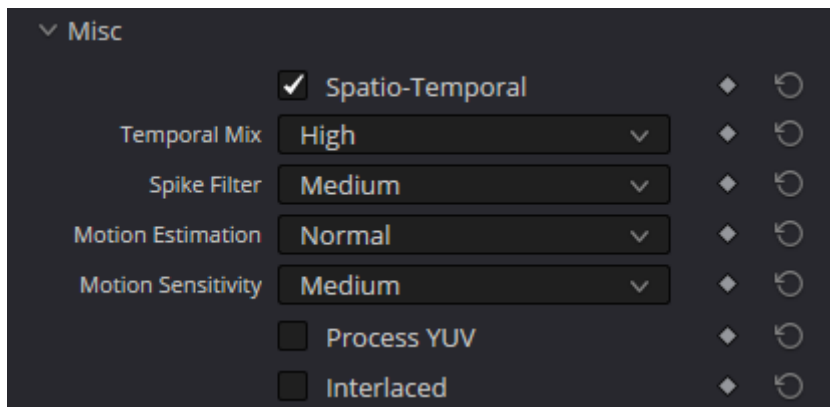 Misc
Spatio-Temporal
Temporal Mix High
Spike Filter Medium
Motion Estimation Normal
Motion Sensitivity Medium
Process YUV
Interlaced